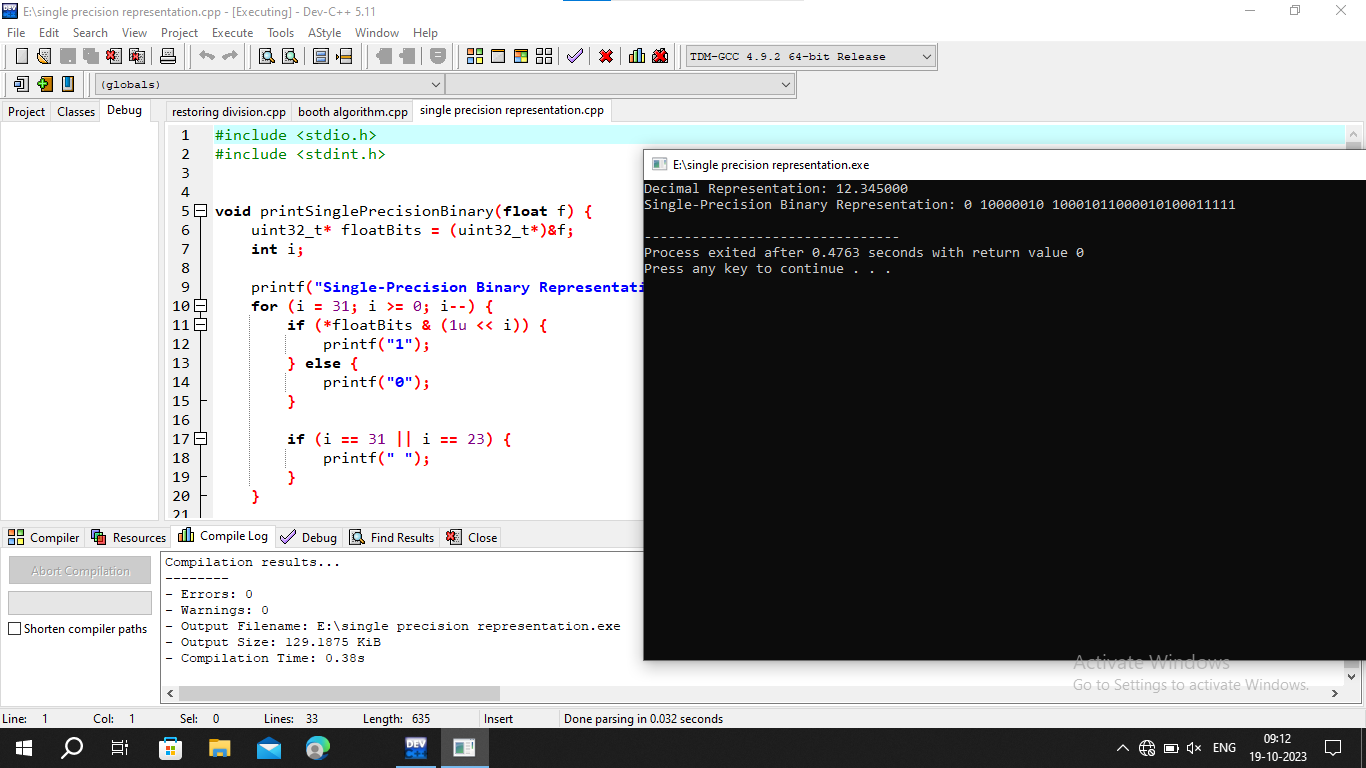 E:\single precision representation.cpp - [Executing] - Dev-C++ 5.11
File Edit Search View Project Execute Tools AStyle Window Help
TDM-GCC 4.9.2 64-bit Release
(globals)
Project Classes Debug
restoring division.cpp booth algorithm.cpp single precision representation.cpp
1 #include <stdio.h>
2 #include <stdint.h>
3
4
5 void printSinglePrecisionBinary(float f) {
6 uint32_t* floatBits = (uint32_t*)&f;
7 int i;
8
9 printf("Single-Precision Binary Representati
10 for (i = 31; i >= 0; i--) {
11 if (*floatBits & (1u << i)) {
12 printf("1");
13 } else {
14 printf("0");
15 }
16
17 if (i == 31 || i == 23) {
18 printf(" ");
19 }
20 }
21
E:\single precision representation.exe
Decimal Representation: 12.345000
Single-Precision Binary Representation: 0 10000010 10001011000010100011111
--------------------------------
Process exited after 0.4763 seconds with return value 0
Press any key to continue . . .
Compiler Resources Compile Log Debug Find Results Close
Abort Compilation
Shorten compiler paths
Compilation results...
--------
- Errors: 0
- Warnings: 0
- Output Filename: E:\single precision representation.exe
- Output Size: 129.1875 KiB
- Compilation Time: 0.38s
Activate Windows
Go to Settings to activate Windows.
Line: 1 Col: 1 Sel: 0 Lines: 33 Length: 635 Insert Done parsing in 0.032 seconds
DEV
ENG
09:12
19-10-2023